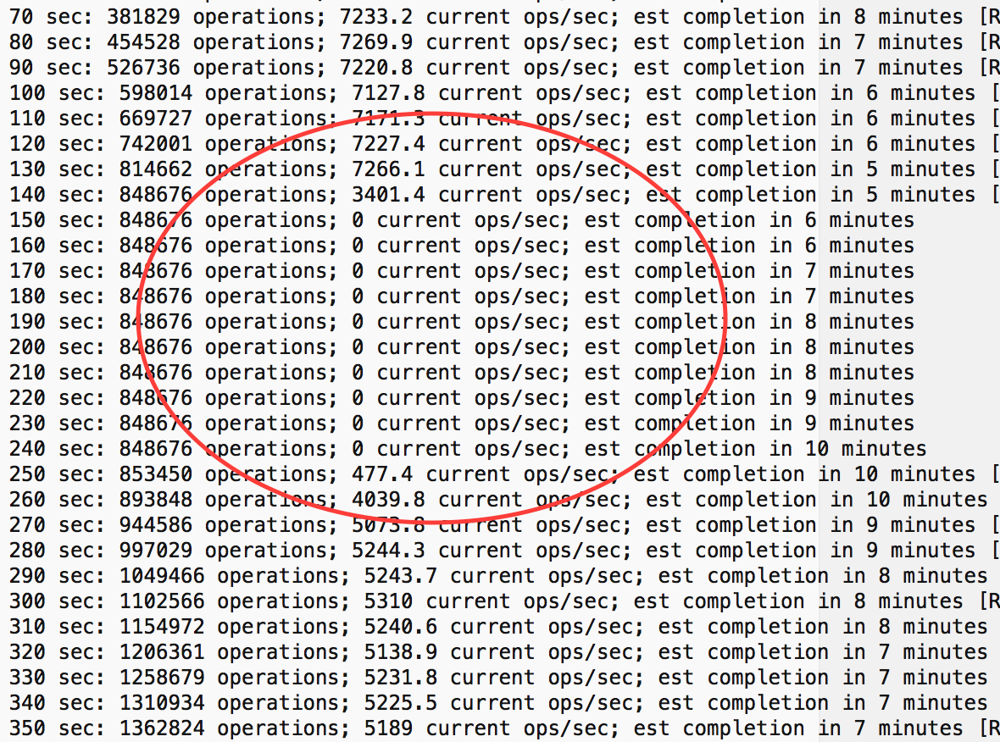 70 sec: 381829 operations; 7233.2 current ops/sec; est completion in 8 minutes [R
80 sec: 454528 operations; 7269.9 current ops/sec; est completion in 7 minutes [R
90 sec: 526736 operations; 7220.8 current ops/sec; est completion in 7 minutes [R
100 sec: 598014 operations; 7127.8 current ops/sec; est completion in 6 minutes [
110 sec: 669727 operations; 7171.3 current ops/sec; est completion in 6 minutes [
120 sec: 742001 operations; 7227.4 current ops/sec; est completion in 6 minutes [
130 sec: 814662 operations; 7266.1 current ops/sec; est completion in 5 minutes [
140 sec: 848676 operations; 3401.4 current ops/sec; est completion in 5 minutes [
150 sec: 848676 operations; 0 current ops/sec; est completion in 6 minutes
160 sec: 848676 operations; 0 current ops/sec; est completion in 6 minutes
170 sec: 848676 operations; 0 current ops/sec; est completion in 7 minutes
180 sec: 848676 operations; 0 current ops/sec; est completion in 7 minutes
190 sec: 848676 operations; 0 current ops/sec; est completion in 8 minutes
200 sec: 848676 operations; 0 current ops/sec; est completion in 8 minutes
210 sec: 848676 operations; 0 current ops/sec; est completion in 8 minutes
220 sec: 848676 operations; 0 current ops/sec; est completion in 9 minutes
230 sec: 848676 operations; 0 current ops/sec; est completion in 9 minutes
240 sec: 848676 operations; 0 current ops/sec; est completion in 10 minutes
250 sec: 853450 operations; 477.4 current ops/sec; est completion in 10 minutes [
260 sec: 893848 operations; 4039.8 current ops/sec; est completion in 10 minutes
270 sec: 944586 operations; 5073.8 current ops/sec; est completion in 9 minutes [
280 sec: 997029 operations; 5244.3 current ops/sec; est completion in 9 minutes [
290 sec: 1049466 operations; 5243.7 current ops/sec; est completion in 8 minutes
300 sec: 1102566 operations; 5310 current ops/sec; est completion in 8 minutes [R
310 sec: 1154972 operations; 5240.6 current ops/sec; est completion in 8 minutes
320 sec: 1206361 operations; 5138.9 current ops/sec; est completion in 7 minutes
330 sec: 1258679 operations; 5231.8 current ops/sec; est completion in 7 minutes
340 sec: 1310934 operations; 5225.5 current ops/sec; est completion in 7 minutes
350 sec: 1362824 operations; 5189 current ops/sec; est completion in 7 minutes [R